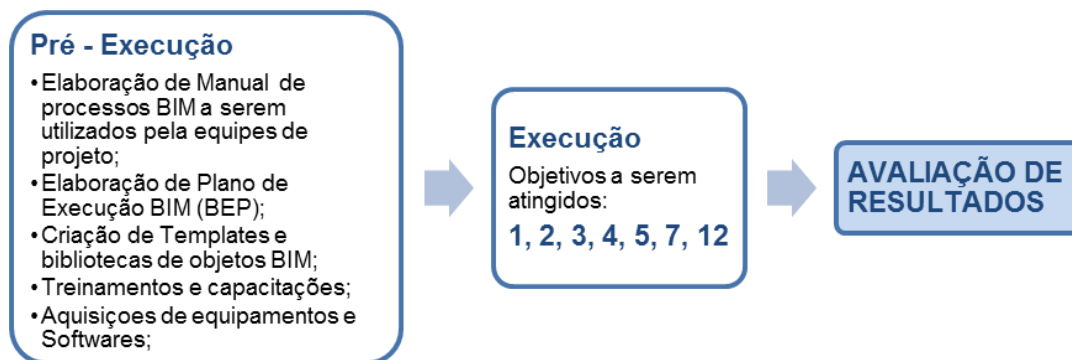 Pré - Execução
•Elaboração de Manual de
processos BIM a serem
utilizados pela equipes de
projeto;
•Elaboração de Plano de
Execução BIM (BEP);
•Criação de Templates e
bibliotecas de objetos BIM;
•Treinamentos e capacitações;
•Aquisiçoes de equipamentos e
Softwares;
Execução
Objetivos a serem
atingidos:
1, 2, 3, 4, 5, 7, 12
AVALIAÇÃO DE
RESULTADOS